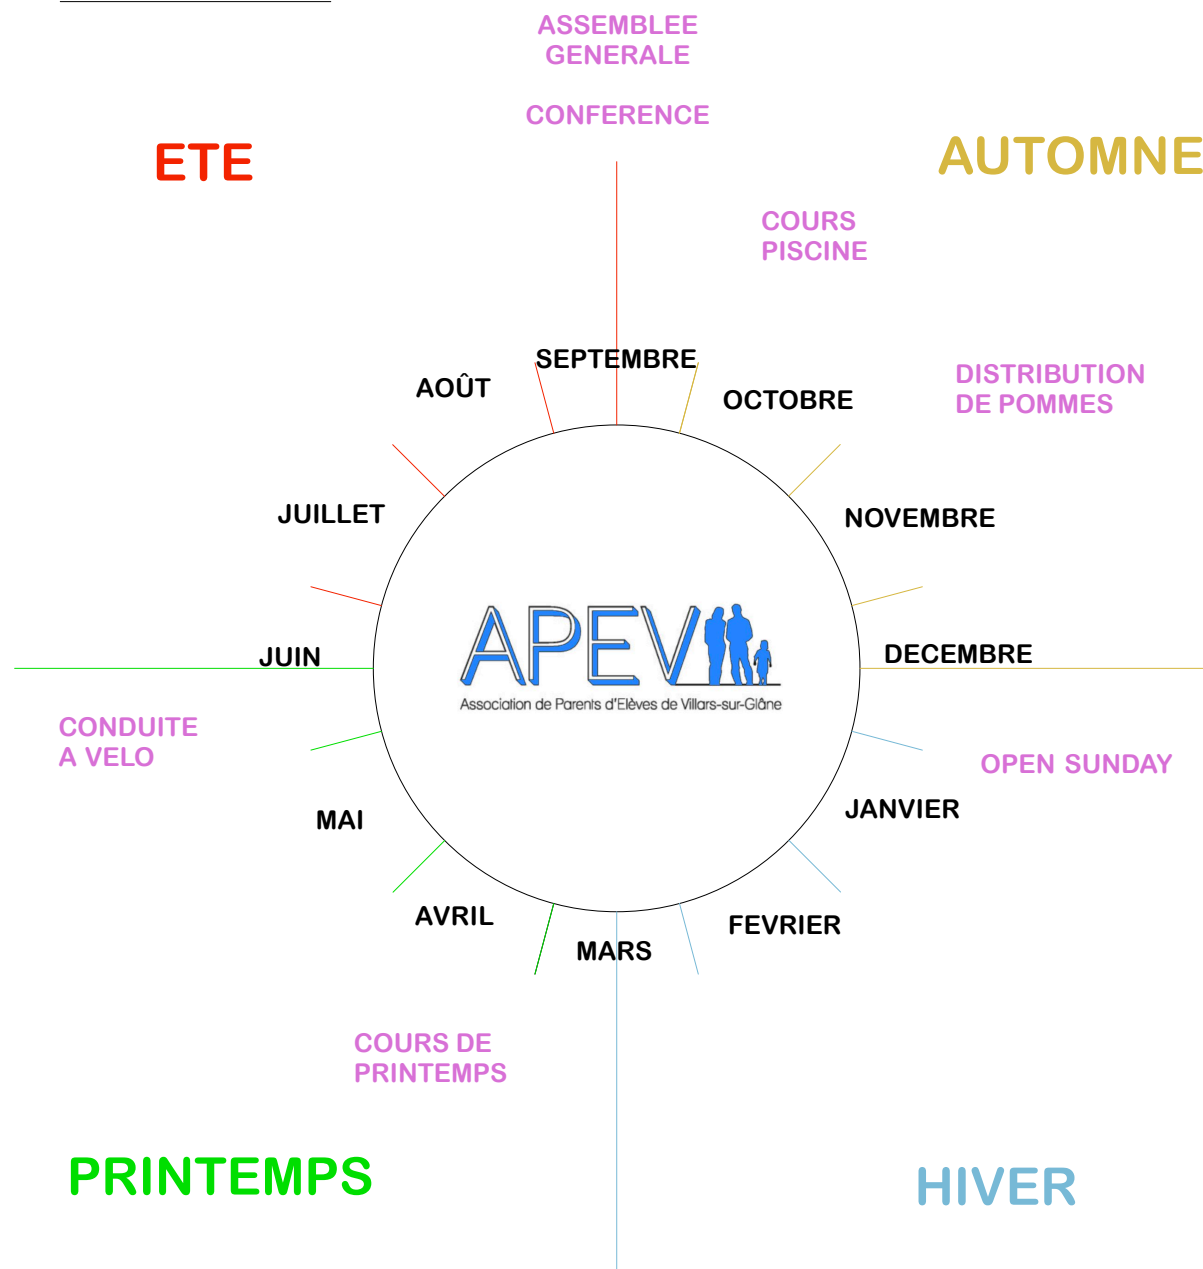 ASSEMBLEE
GENERALE
CONFERENCE
ETE
AUTOMNE
COURS
PISCINE
SEPTEMBRE
AOÛT
OCTOBRE
DISTRIBUTION
DE POMMES
JUILLET
NOVEMBRE
APEV
Association de Parents d'Elèves de Villars-sur-Glâne
JUIN
DECEMBRE
CONDUITE
A VELO
OPEN SUNDAY
MAI
JANVIER
AVRIL
FEVRIER
MARS
COURS DE
PRINTEMPS
PRINTEMPS
HIVER